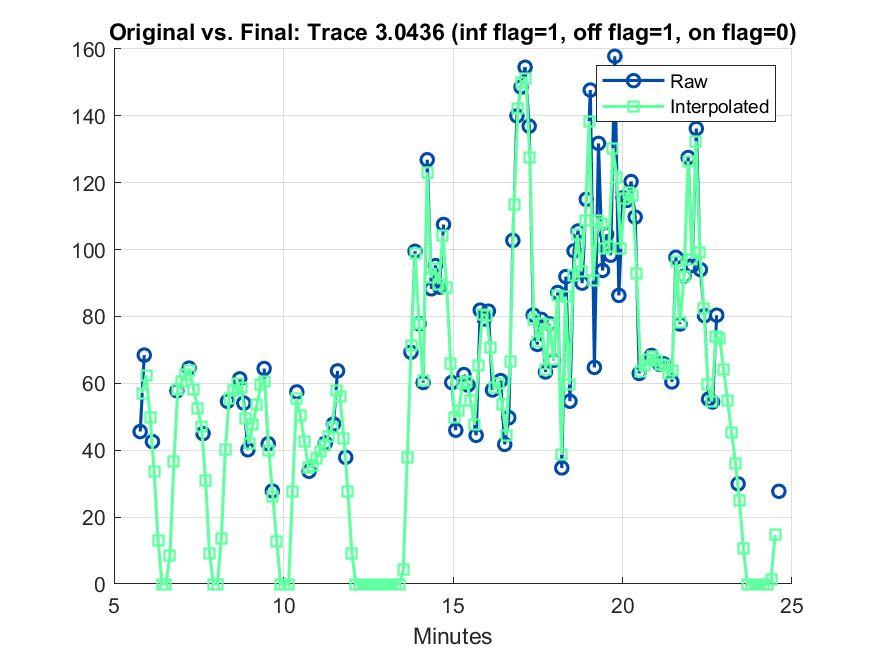 Original vs. Final: Trace 3.0436 (inf flag=1, off flag=1, on flag=0)
160
140
120
100
80
60
40
20
0
Raw
Interpolated
5 10 15 20 25
Minutes